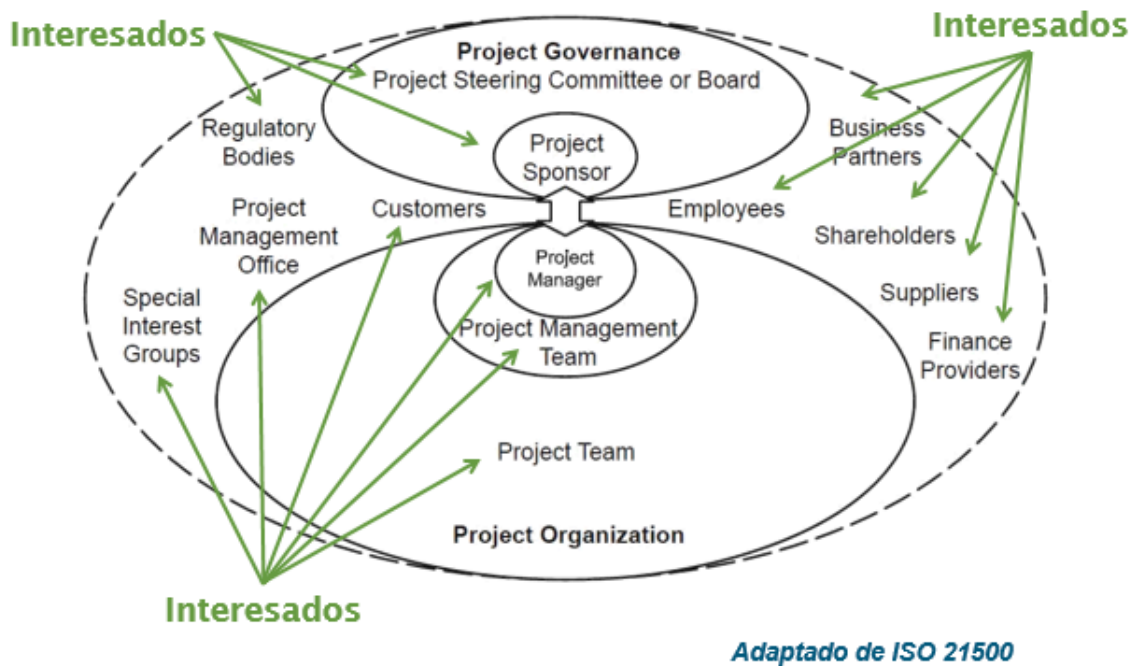 Interesados
Interesados
Project Governance
Project Steering Committee or Board
Regulatory
Bodies
Project
Sponsor
Business
Partners
Project
Management
Office
Customers
Employees
Shareholders
Project
Manager
Special
Interest
Groups
Suppliers
Project Management
Team
Finance
Providers
Project Team
Project Organization
Interesados
Adaptado de ISO 21500